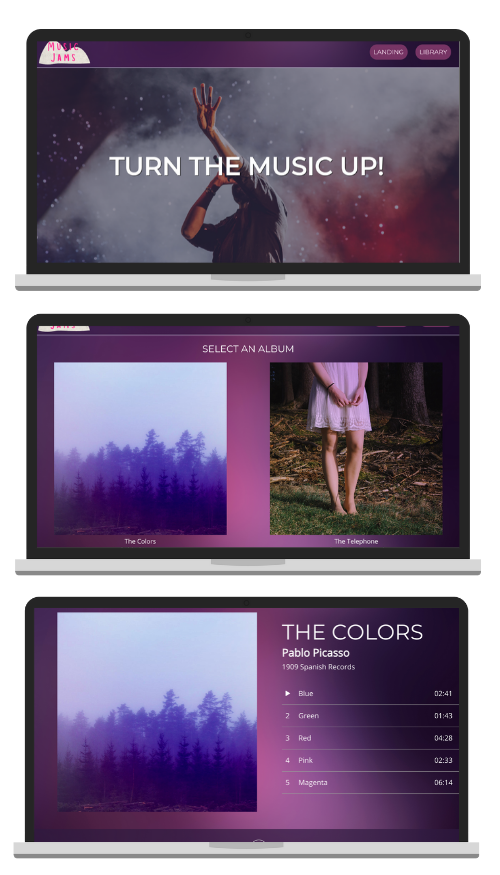 MUSIC
JAMS
LANDING
LIBRARY
TURN THE MUSIC UP!
JAMS
SELECT AN ALBUM
The Colors
The Telephone
THE COLORS
Pablo Picasso
1909 Spanish Records
Blue 02:41
2 Green 01:43
3 Red 04:28
4 Pink 02:33
5 Magenta 06:14